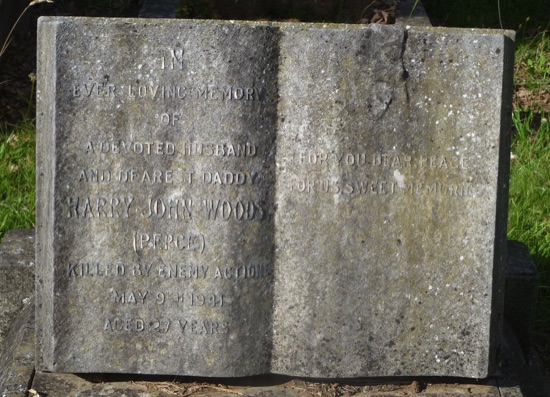 IN
EVER LOVING MEMORY
OF
A DEVOTED HUSBAND
AND DEAREST DADDY
HARRY JOHN WOODS
(PERCE)
KILLED BY ENEMY ACTION
MAY 9TH 1941
AGED 27 YEARS
FOR YOU DEAR PEACE
FOR US SWEET MEMORIES